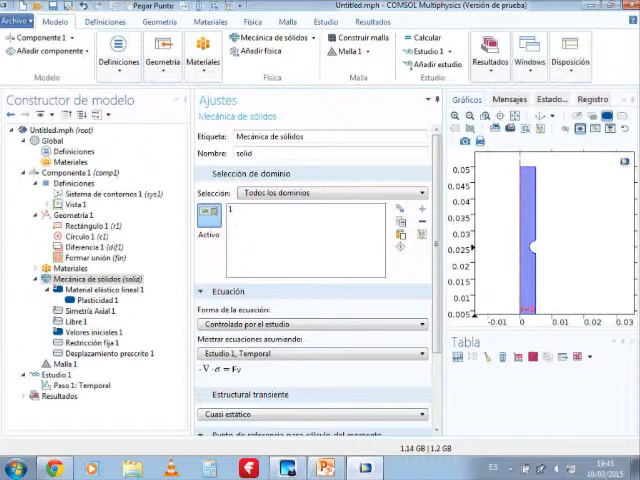 Pegar Punto
Untitled.mph - COMSOL Multiphysics (Versión de prueba)
Archivo
Modelo
Definiciones
Geometría
Materiales
Física
Malla
Estudio
Resultados
Componente 1
Añadir componente
Modelo
Definiciones
Geometría
Materiales
Mecánica de sólidos
Añadir física
Física
Construir malla
Malla 1
Malla
Calcular
Estudio 1
Añadir estudio
Estudio
Resultados
Windows
Disposición
Constructor de modelo
Untitled.mph (root)
Global
Definiciones
Materiales
Componente 1 (comp1)
Definiciones
Sistema de contornos 1 (sys1)
Vista 1
Geometría 1
Rectángulo 1 (r1)
Círculo 1 (c1)
Diferencia 1 (dif1)
Formar unión (fin)
Materiales
Mecánica de sólidos (solid)
Material elástico lineal 1
Plasticidad 1
Simetría Axial 1
Libre 1
Valores iniciales 1
Restricción fija 1
Desplazamiento prescrito 1
Malla 1
Estudio 1
Paso 1: Temporal
Resultados
Ajustes
Mecánica de sólidos
Etiqueta: Mecánica de sólidos
Nombre: solid
Selección de dominio
Selección: Todos los dominios
1
Activo
Ecuación
Forma de la ecuación:
Controlado por el estudio
Mostrar ecuaciones asumiendo:
Estudio 1, Temporal
-∇ · σ = Fv
Estructural transiente
Cuasi estático
Punto de referencia para cálculo del momento
Gráficos
Mensajes
Estado...
Registro
0.05
0.045
0.04
0.035
0.03
0.025
0.02
0.015
0.01
0.005
r=0
-0.01
0
0.01
0.02
0.03
Tabla
1.14 GB | 1.2 GB
ES
19:45
10/03/2015